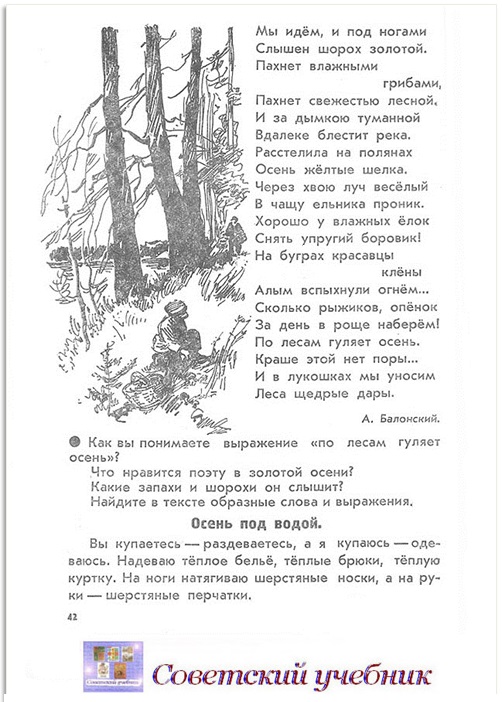 Мы идём, и под ногами
Слышен шорох золотой.
Пахнет влажными
грибами,
Пахнет свежестью лесной,
И за дымкою туманной
Вдалеке блестит река.
Расстелила на полянах
Осень жёлтые шелка.
Через хвою луч весёлый
В чащу ельника проник.
Хорошо у влажных ёлок
Снять упругий боровик!
На буграх красавцы
клёны
Алым вспыхнули огнём...
Сколько рыжиков, опёнок
За день в роще наберём!
По лесам гуляет осень.
Краше этой нет поры...
И в лукошках мы уносим
Леса щедрые дары.
А. Балонский.
● Как вы понимаете выражение «по лесам гуляет
осень»?
Что нравится поэту в золотой осени?
Какие запахи и шорохи он слышит?
Найдите в тексте образные слова и выражения.
Осень под водой.
Вы купаетесь — раздеваетесь, а я купаюсь — оде-
ваюсь. Надеваю тёплое бельё, тёплые брюки, тёплую
куртку. На ноги натягиваю шерстяные носки, а на ру-
ки — шерстяные перчатки.
42
Советский учебник
Советский учебник